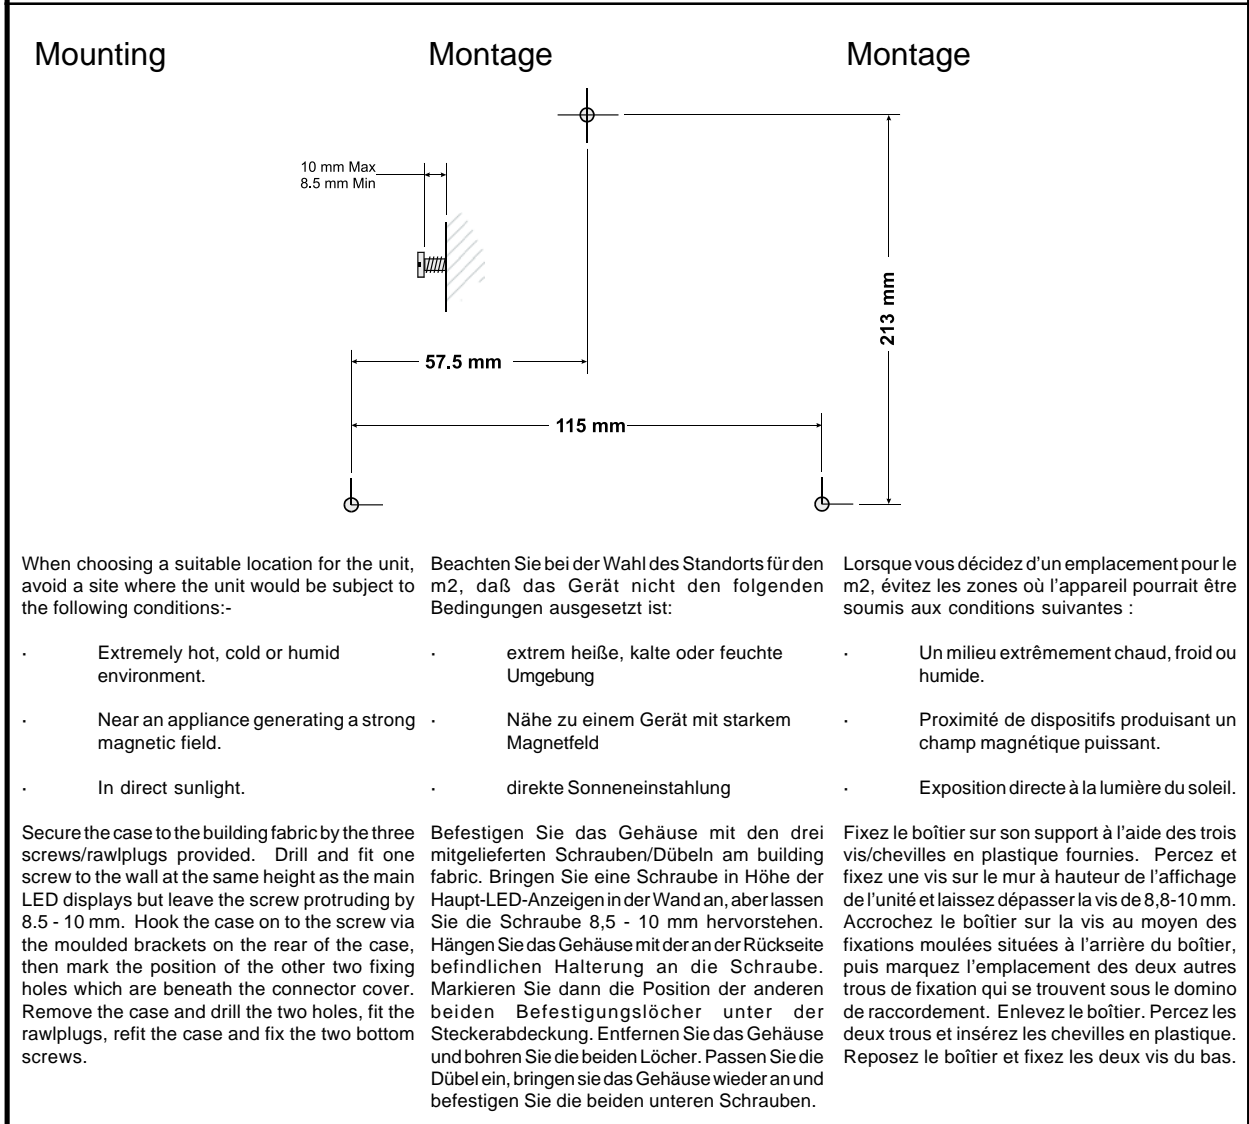 Mounting
Montage
Montage
10 mm Max
8.5 mm Min
213 mm
57.5 mm
115 mm
When choosing a suitable location for the unit,
avoid a site where the unit would be subject to
the following conditions:-
· Extremely hot, cold or humid
environment.
· Near an appliance generating a strong
magnetic field.
· In direct sunlight.
Secure the case to the building fabric by the three
screws/rawlplugs provided. Drill and fit one
screw to the wall at the same height as the main
LED displays but leave the screw protruding by
8.5 - 10 mm. Hook the case on to the screw via
the moulded brackets on the rear of the case,
then mark the position of the other two fixing
holes which are beneath the connector cover.
Remove the case and drill the two holes, fit the
rawlplugs, refit the case and fix the two bottom
screws.
Beachten Sie bei der Wahl des Standorts für den
m2, daß das Gerät nicht den folgenden
Bedingungen ausgesetzt ist:
· extrem heiße, kalte oder feuchte
Umgebung
· Nähe zu einem Gerät mit starkem
Magnetfeld
· direkte Sonneneinstahlung
Befestigen Sie das Gehäuse mit den drei
mitgelieferten Schrauben/Dübeln am building
fabric. Bringen Sie eine Schraube in Höhe der
Haupt-LED-Anzeigen in der Wand an, aber lassen
Sie die Schraube 8,5 - 10 mm hervorstehen.
Hängen Sie das Gehäuse mit der an der Rückseite
befindlichen Halterung an die Schraube.
Markieren Sie dann die Position der anderen
beiden Befestigungslöcher unter der
Steckerabdeckung. Entfernen Sie das Gehäuse
und bohren Sie die beiden Löcher. Passen Sie die
Dübel ein, bringen sie das Gehäuse wieder an und
befestigen Sie die beiden unteren Schrauben.
Lorsque vous décidez d'un emplacement pour le
m2, évitez les zones où l'appareil pourrait être
soumis aux conditions suivantes :
· Un milieu extrêmement chaud, froid ou
humide.
· Proximité de dispositifs produisant un
champ magnétique puissant.
· Exposition directe à la lumière du soleil.
Fixez le boîtier sur son support à l'aide des trois
vis/chevilles en plastique fournies. Percez et
fixez une vis sur le mur à hauteur de l'affichage
de l'unité et laissez dépasser la vis de 8,8-10 mm.
Accrochez le boîtier sur la vis au moyen des
fixations moulées situées à l'arrière du boîtier,
puis marquez l'emplacement des deux autres
trous de fixation qui se trouvent sous le domino
de raccordement. Enlevez le boîtier. Percez les
deux trous et insérez les chevilles en plastique.
Reposez le boîtier et fixez les deux vis du bas.